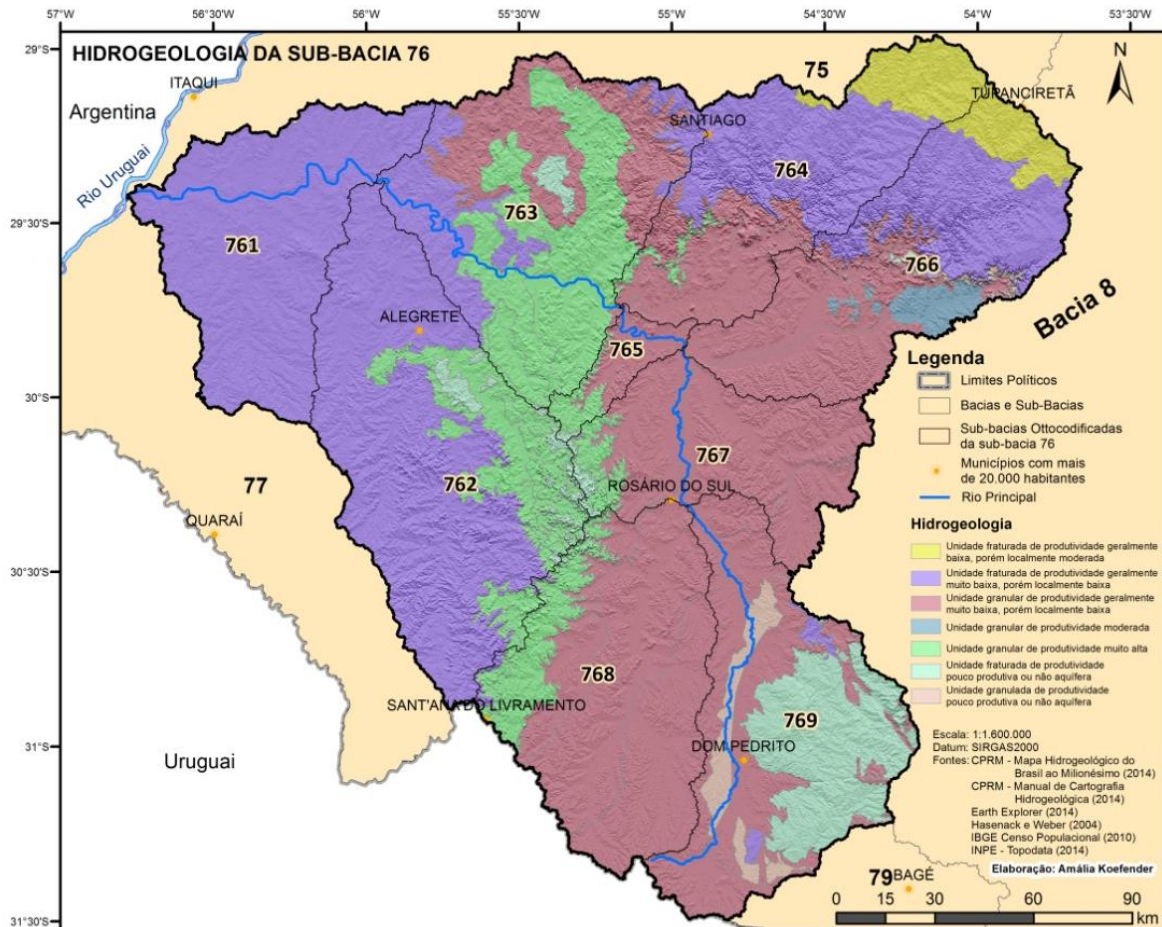 57°W
56°30'W
56°W
55°30'W
55°W
54°30'W
54°W
53°30'W
29°S
29°30'S
30°S
30°30'S
31°S
31°30'S
HIDROGEOLOGIA DA SUB-BACIA 76
ITAQUI
Argentina
Rio Uruguai
75
N
TUPANCIRETÃ
SANTIAGO
764
763
761
766
Bacia 8
ALEGRETE
765
767
762
ROSÁRIO DO SUL
77
QUARAÍ
768
SANT'ANA DO LIVRAMENTO
769
DOM PEDRITO
Uruguai
79
BAGÉ
Legenda
Limites Políticos
Bacias e Sub-Bacias
Sub-bacias Ottocodificadas
da sub-bacia 76
Municípios com mais
de 20.000 habitantes
Rio Principal
Hidrogeologia
Unidade fraturada de produtividade geralmente
baixa, porém localmente moderada
Unidade fraturada de produtividade geralmente
muito baixa, porém localmente baixa
Unidade granular de produtividade geralmente
muito baixa, porém localmente baixa
Unidade granular de produtividade moderada
Unidade granular de produtividade muito alta
Unidade fraturada de produtividade
pouco produtiva ou não aquífera
Unidade granulada de produtividade
pouco produtiva ou não aquífera
Escala: 1:1.600.000
Datum: SIRGAS2000
Fontes: CPRM - Mapa Hidrogeológico do
Brasil ao Milionésimo (2014)
CPRM - Manual de Cartografia
Hidrogeológica (2014)
Earth Explorer (2014)
Hasenack e Weber (2004)
IBGE Censo Populacional (2010)
INPE - Topodata (2014)
Elaboração: Amália Koefender
0 15 30 60 90
km